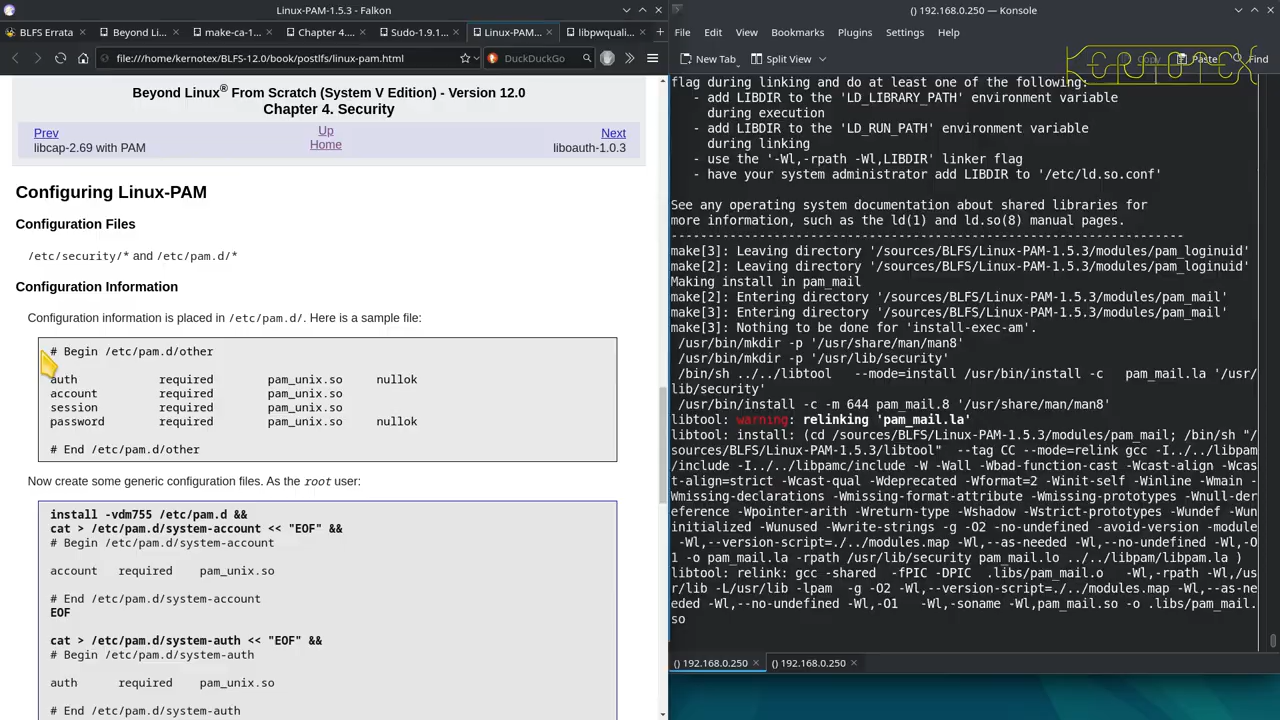 Linux-PAM-1.5.3 — Falkon
BLFS Errata
Beyond Li...
make-ca-1...
Chapter 4....
Sudo-1.9.1...
Linux-PAM...
libpwquali...
file:///home/kernotex/BLFS-12.0/book/postlfs/linux-pam.html
DuckDuckGo
Beyond Linux® From Scratch (System V Edition) - Version 12.0
Chapter 4. Security
Prev
Up
Next
libcap-2.69 with PAM
Home
liboauth-1.0.3
Configuring Linux-PAM
Configuration Files
/etc/security/* and /etc/pam.d/*
Configuration Information
Configuration information is placed in /etc/pam.d/. Here is a sample file:
# Begin /etc/pam.d/other
auth required pam_unix.so nullok
account required pam_unix.so
session required pam_unix.so
password required pam_unix.so nullok
# End /etc/pam.d/other
Now create some generic configuration files. As the root user:
install -vdm755 /etc/pam.d &&
cat > /etc/pam.d/system-account << "EOF" &&
# Begin /etc/pam.d/system-account
account required pam_unix.so
# End /etc/pam.d/system-account
EOF
cat > /etc/pam.d/system-auth << "EOF" &&
# Begin /etc/pam.d/system-auth
auth required pam_unix.so
# End /etc/pam.d/system-auth
() 192.168.0.250 — Konsole
File Edit View Bookmarks Plugins Settings Help
New Tab Split View Copy Paste Find
KERNOTEX
flag during linking and do at least one of the following:
- add LIBDIR to the 'LD_LIBRARY_PATH' environment variable
during execution
- add LIBDIR to the 'LD_RUN_PATH' environment variable
during linking
- use the '-Wl,-rpath -Wl,LIBDIR' linker flag
- have your system administrator add LIBDIR to '/etc/ld.so.conf'
See any operating system documentation about shared libraries for
more information, such as the ld(1) and ld.so(8) manual pages.
----------------------------------------------------------------------
make[3]: Leaving directory '/sources/BLFS/Linux-PAM-1.5.3/modules/pam_loginuid'
make[2]: Leaving directory '/sources/BLFS/Linux-PAM-1.5.3/modules/pam_loginuid'
Making install in pam_mail
make[2]: Entering directory '/sources/BLFS/Linux-PAM-1.5.3/modules/pam_mail'
make[3]: Entering directory '/sources/BLFS/Linux-PAM-1.5.3/modules/pam_mail'
make[3]: Nothing to be done for 'install-exec-am'.
/usr/bin/mkdir -p '/usr/share/man/man8'
/usr/bin/mkdir -p '/usr/lib/security'
/bin/sh ../../libtool --mode=install /usr/bin/install -c pam_mail.la '/usr/
lib/security'
/usr/bin/install -c -m 644 pam_mail.8 '/usr/share/man/man8'
libtool: warning: relinking 'pam_mail.la'
libtool: install: (cd /sources/BLFS/Linux-PAM-1.5.3/modules/pam_mail; /bin/sh "/
sources/BLFS/Linux-PAM-1.5.3/libtool" --tag CC --mode=relink gcc -I../../libpam
/include -I../../libpamc/include -W -Wall -Wbad-function-cast -Wcast-align -Wcas
t-align=strict -Wcast-qual -Wdeprecated -Wformat=2 -Winit-self -Winline -Wmain -
Wmissing-declarations -Wmissing-format-attribute -Wmissing-prototypes -Wnull-der
eference -Wpointer-arith -Wreturn-type -Wshadow -Wstrict-prototypes -Wundef -Wun
initialized -Wunused -Wwrite-strings -g -O2 -no-undefined -avoid-version -module
-Wl,--version-script=./../modules.map -Wl,--as-needed -Wl,--no-undefined -Wl,-O
1 -o pam_mail.la -rpath /usr/lib/security pam_mail.lo ../../libpam/libpam.la )
libtool: relink: gcc -shared -fPIC -DPIC .libs/pam_mail.o -Wl,-rpath -Wl,/us
r/lib -L/usr/lib -lpam -g -O2 -Wl,--version-script=./../modules.map -Wl,--as-ne
eded -Wl,--no-undefined -Wl,-O1 -Wl,-soname -Wl,pam_mail.so -o .libs/pam_mail.
so
() 192.168.0.250
() 192.168.0.250